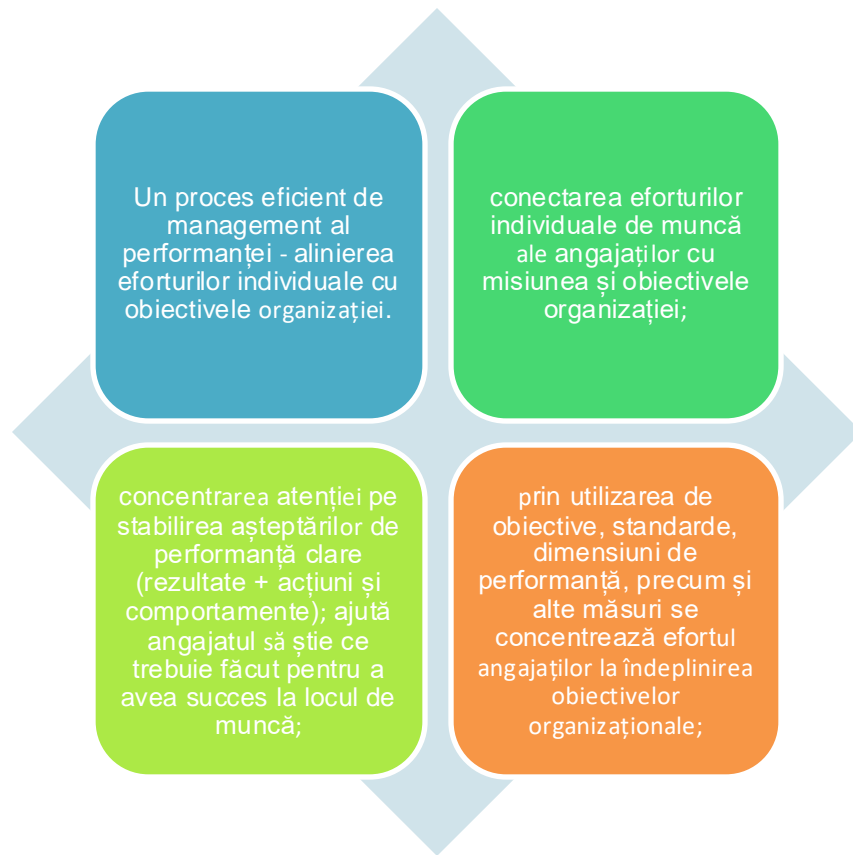 Un proces eficient de
management al
performanței - alinierea
eforturilor individuale cu
obiectivele organizației.
conectarea eforturilor
individuale de muncă
ale angajaților cu
misiunea și obiectivele
organizației;
concentrarea atenției pe
stabilirea așteptărilor de
performanță clare
(rezultate + acțiuni și
comportamente); ajută
angajatul să știe ce
trebuie făcut pentru a
avea succes la locul de
muncă;
prin utilizarea de
obiective, standarde,
dimensiuni de
performanță, precum și
alte măsuri se
concentrează efortul
angajaților la îndeplinirea
obiectivelor
organizaționale;